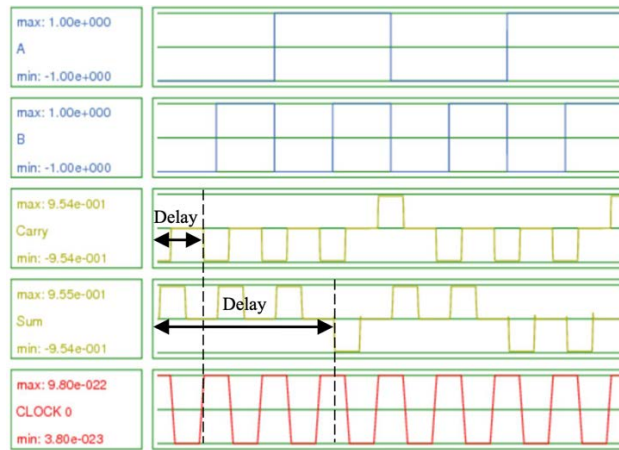 max: 1.00e+000
A
min: -1.00e+000
max: 1.00e+000
B
min: -1.00e+000
max: 9.54e-001
Carry
min: -9.54e-001
Delay
max: 9.55e-001
Sum
min: -9.54e-001
Delay
max: 9.80e-022
CLOCK 0
min: 3.80e-023